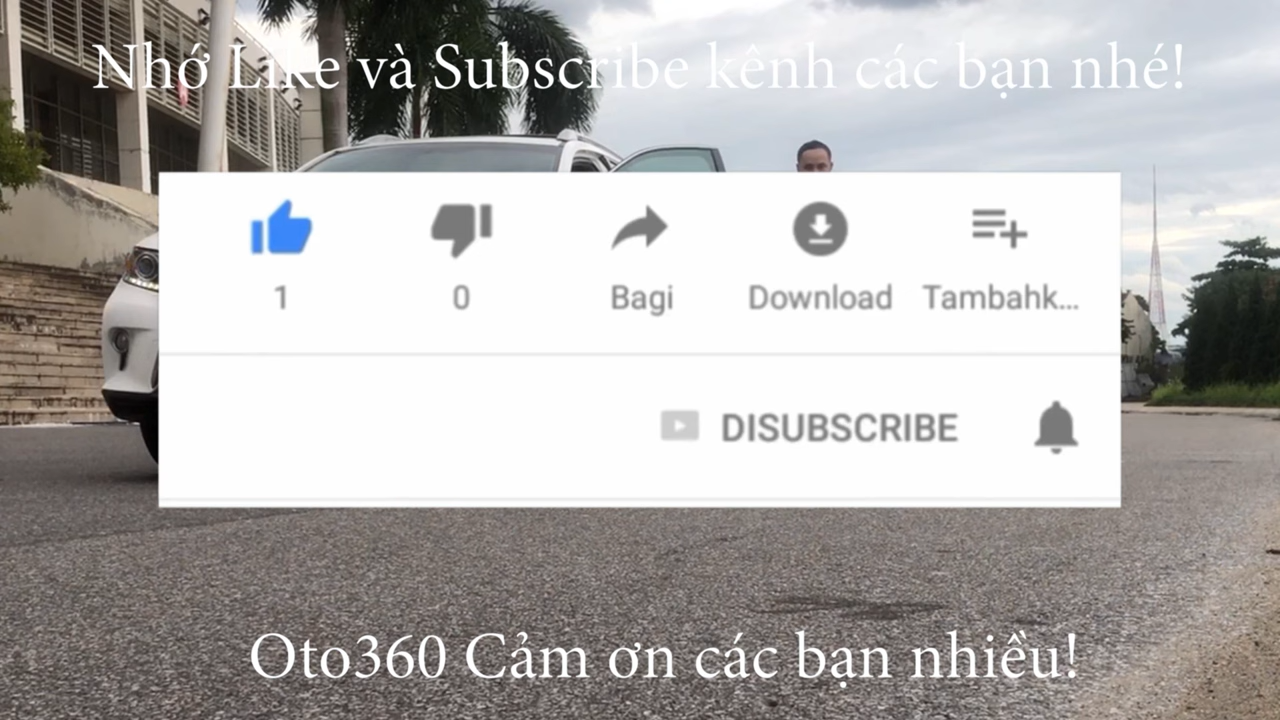 Nhớ Like và Subscribe kênh các bạn nhé!
1 0 Bagi Download Tambahk...
DISUBSCRIBE
Oto360 Cảm ơn các bạn nhiều!